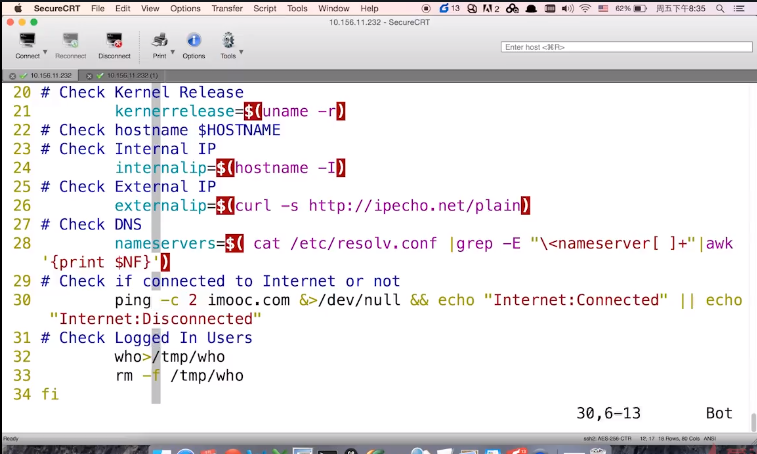 SecureCRT File Edit View Options Transfer Script Tools Window Help 13 2 62% 周五下午8:35
10.156.11.232 - SecureCRT
Connect Reconnect Disconnect Print Options Tools Enter host <⌘R>
10.156.11.232 10.156.11.232 (1)
20 # Check Kernel Release
21 kernerrelease=$(uname -r)
22 # Check hostname $HOSTNAME
23 # Check Internal IP
24 internalip=$(hostname -I)
25 # Check External IP
26 externalip=$(curl -s http://ipecho.net/plain)
27 # Check DNS
28 nameservers=$( cat /etc/resolv.conf |grep -E "\<nameserver[ ]+"|awk
'{print $NF}')
29 # Check if connected to Internet or not
30 ping -c 2 imooc.com &>/dev/null && echo "Internet:Connected" || echo
"Internet:Disconnected"
31 # Check Logged In Users
32 who>/tmp/who
33 rm -f /tmp/who
34 fi
30,6-13 Bot
Ready ssh2: AES-256-CTR 12, 17 18 Rows, 80 Cols ANSI